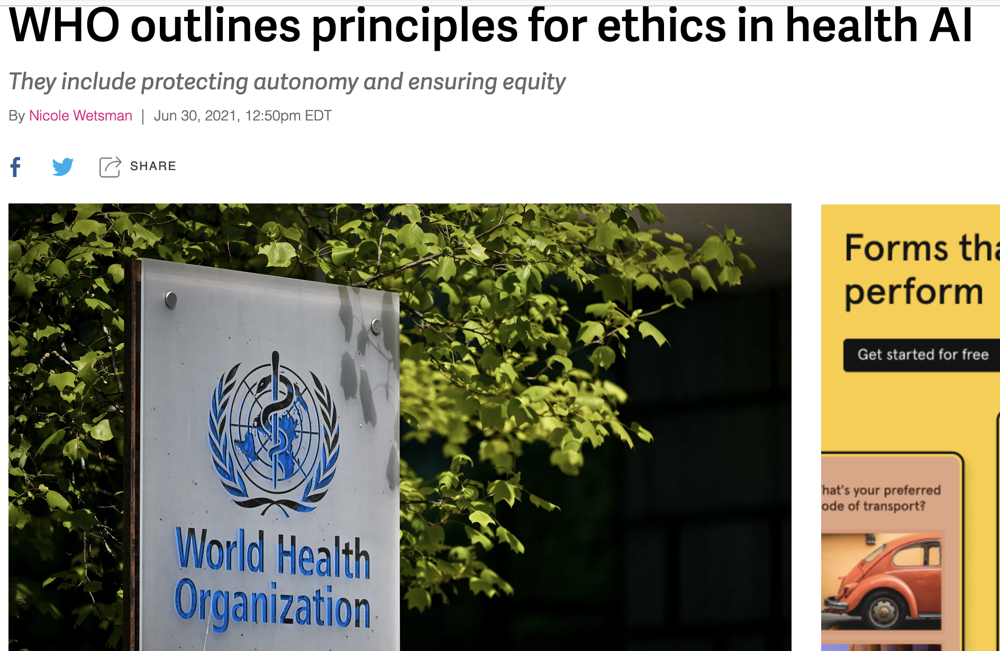 WHO outlines principles for ethics in health AI
They include protecting autonomy and ensuring equity
By Nicole Wetsman | Jun 30, 2021, 12:50pm EDT
SHARE
World Health
Organization
Forms tha
perform
Get started for free
hat's your preferred
ode of transport?